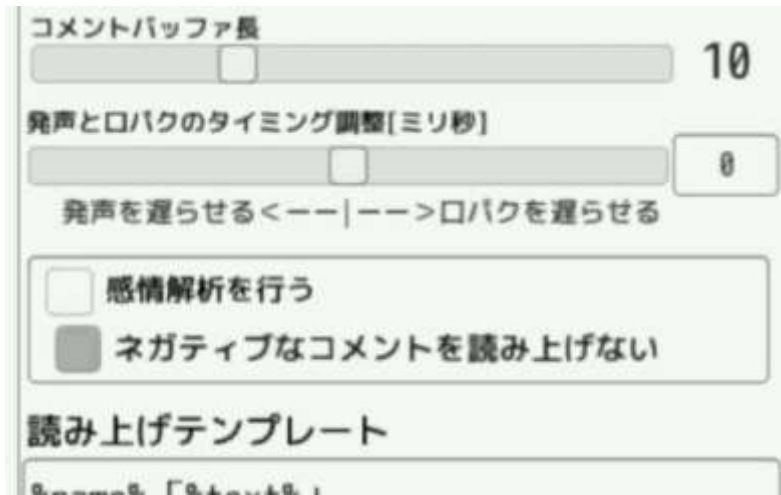 コメントバッファ長
10
発声と口パクのタイミング調整[ミリ秒]
0
発声を遅らせる<ーー|ーー>口パクを遅らせる
感情解析を行う
ネガティブなコメントを読み上げない
読み上げテンプレート
%name%「%text%」